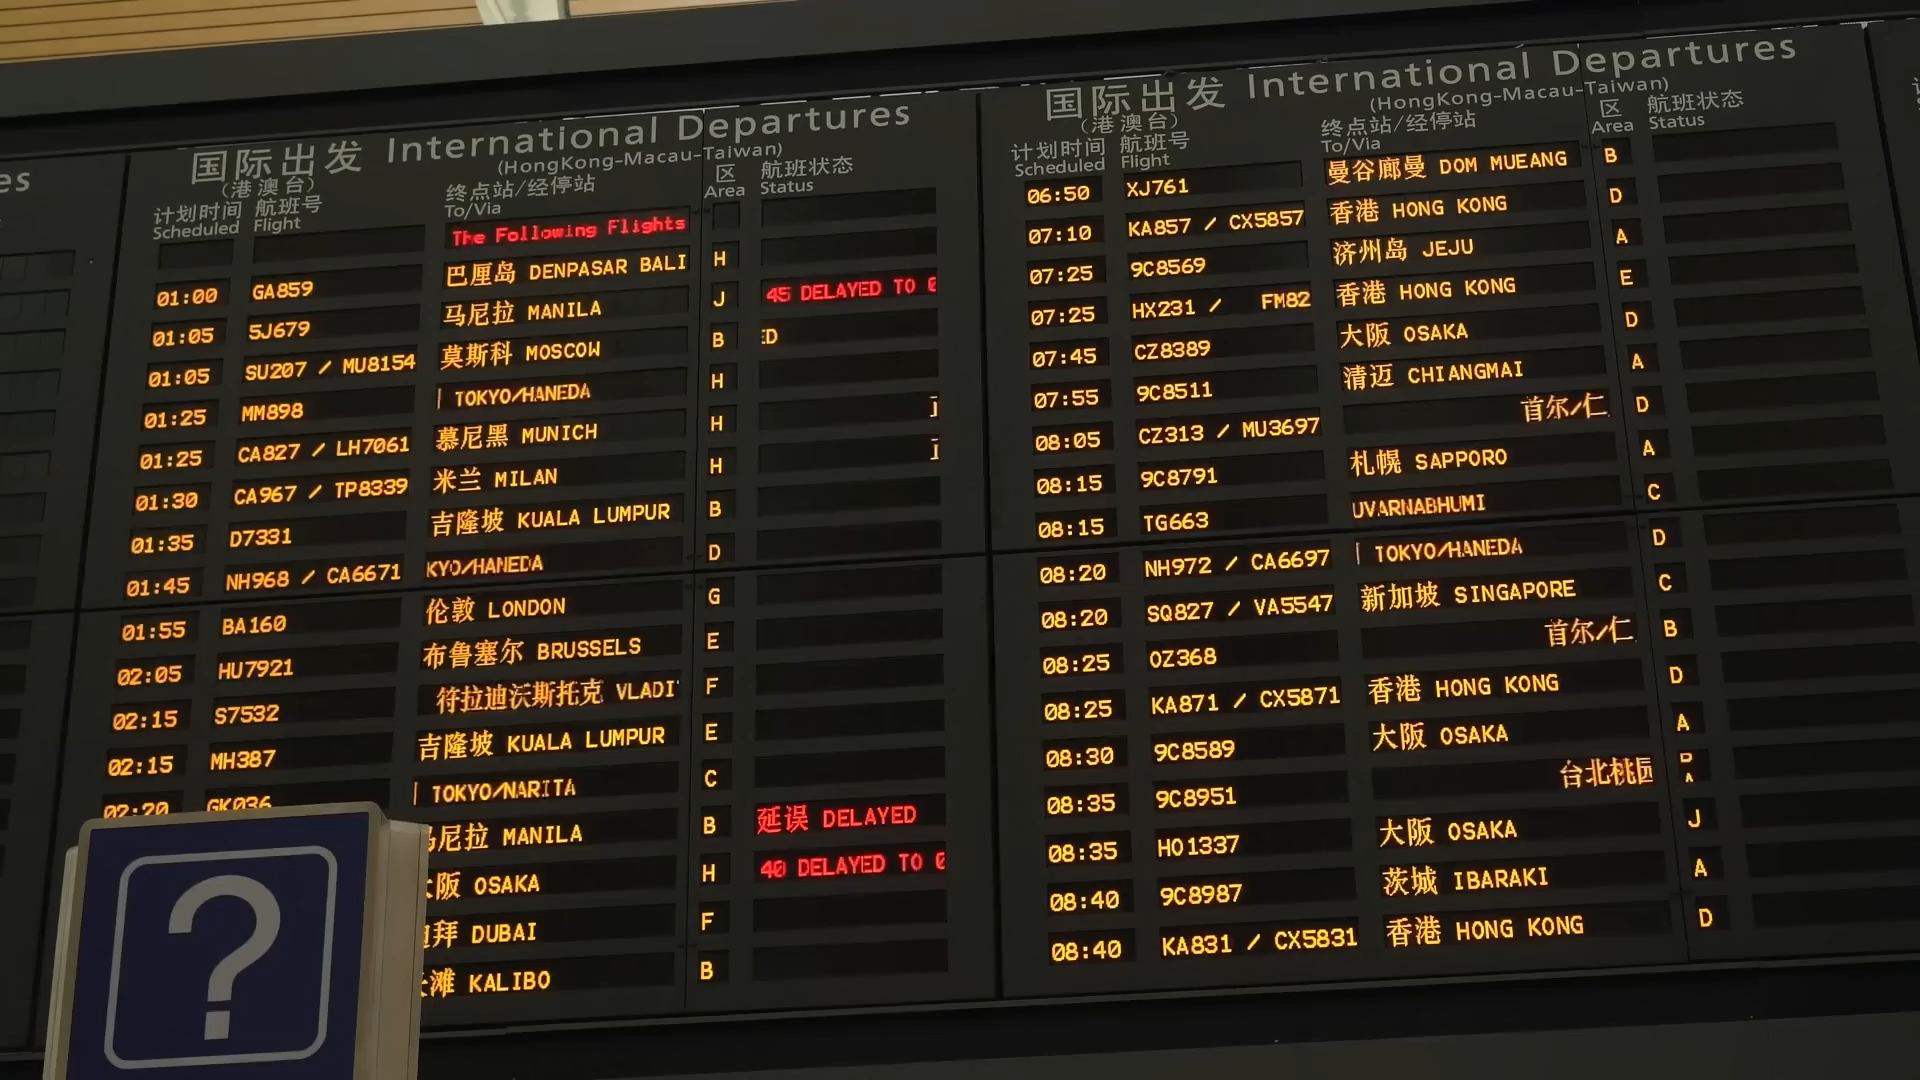 es
国际出发 International Departures
(港澳台) (HongKong-Macau-Taiwan)
计划时间 航班号 终点站/经停站 区 航班状态
Scheduled Flight To/Via Area Status
The Following Flights
01:00 GA859 巴厘岛 DENPASAR BALI H
01:05 5J679 马尼拉 MANILA J 45 DELAYED TO
01:05 SU207 / MU8154 莫斯科 MOSCOW B ED
01:25 MM898 TOKYO/HANEDA H
01:25 CA827 / LH7061 慕尼黑 MUNICH H
01:30 CA967 / TP8339 米兰 MILAN H
01:35 D7331 吉隆坡 KUALA LUMPUR B
01:45 NH968 / CA6671 KYO/HANEDA D
01:55 BA160 伦敦 LONDON G
02:05 HU7921 布鲁塞尔 BRUSSELS E
02:15 S7532 符拉迪沃斯托克 VLADI F
02:15 MH387 吉隆坡 KUALA LUMPUR E
02:20 GK036 TOKYO/NARITA C
马尼拉 MANILA B 延误 DELAYED
大阪 OSAKA H 40 DELAYED TO
迪拜 DUBAI F
滩 KALIBO B
国际出发 International Departures
(港澳台) (HongKong-Macau-Taiwan)
计划时间 航班号 终点站/经停站 区 航班状态
Scheduled Flight To/Via Area Status
06:50 XJ761 曼谷廊曼 DOM MUEANG B
07:10 KA857 / CX5857 香港 HONG KONG D
07:25 9C8569 济州岛 JEJU A
07:25 HX231 / FM82 香港 HONG KONG E
07:45 CZ8389 大阪 OSAKA D
07:55 9C8511 清迈 CHIANGMAI A
08:05 CZ313 / MU3697 首尔/仁 D
08:15 9C8791 札幌 SAPPORO A
08:15 TG663 UVARNABHUMI C
08:20 NH972 / CA6697 TOKYO/HANEDA D
08:20 SQ827 / VA5547 新加坡 SINGAPORE C
08:25 OZ368 首尔/仁 B
08:25 KA871 / CX5871 香港 HONG KONG D
08:30 9C8589 大阪 OSAKA A
08:35 9C8951 台北桃园
08:35 HO1337 大阪 OSAKA J
08:40 9C8987 茨城 IBARAKI A
08:40 KA831 / CX5831 香港 HONG KONG D
?